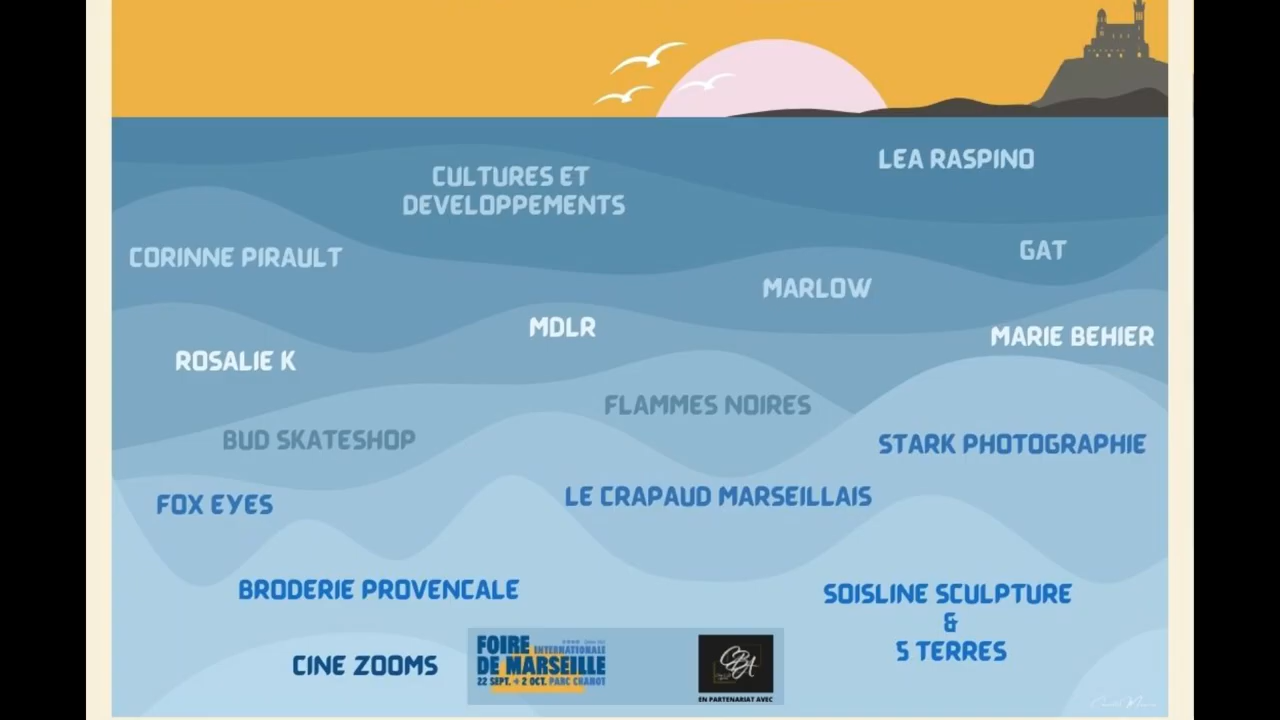 LEA RASPINO
CULTURES ET
DEVELOPPEMENTS
CORINNE PIRAULT
GAT
MARLOW
MDLR
MARIE BEHIER
ROSALIE K
FLAMMES NOIRES
BUD SKATESHOP
STARK PHOTOGRAPHIE
LE CRAPAUD MARSEILLAIS
FOX EYES
BRODERIE PROVENCALE
SOISLINE SCULPTURE
&
5 TERRES
CINE ZOOMS
FOIRE
INTERNATIONALE
DE MARSEILLE
22 SEPT. → 2 OCT. PARC CHANOT
CBA
EN PARTENARIAT AVEC